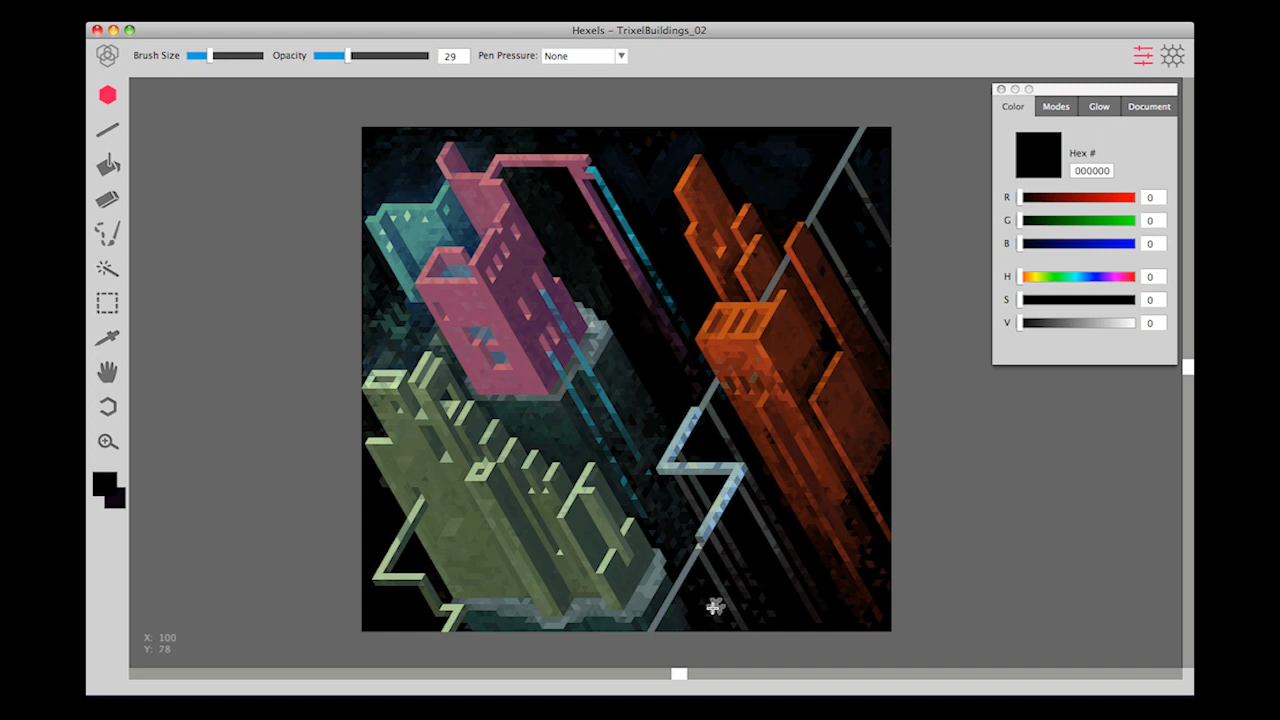 Hexels – TrixelBuildings_02
Brush Size Opacity 29 Pen Pressure: None
Color Modes Glow Document
Hex #
000000
R 0
G 0
B 0
H 0
S 0
V 0
X: 100
Y: 78